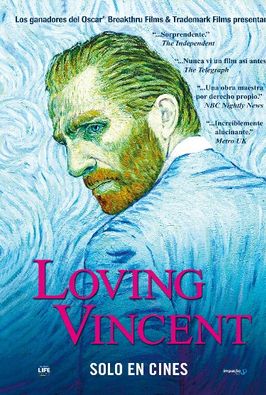 Los ganadores del Oscar® Breakthru Films & Trademark Films presentan
"...Sorprendente."
The Independent
"...Nunca vi un film así antes
The Telegraph
"...Una obra maestra
por derecho propio."
NBC Nightly News
"...Increíblemente
alucinante."
Metro UK
LOVING
VINCENT
LIFE
SOLO EN CINES
impacto